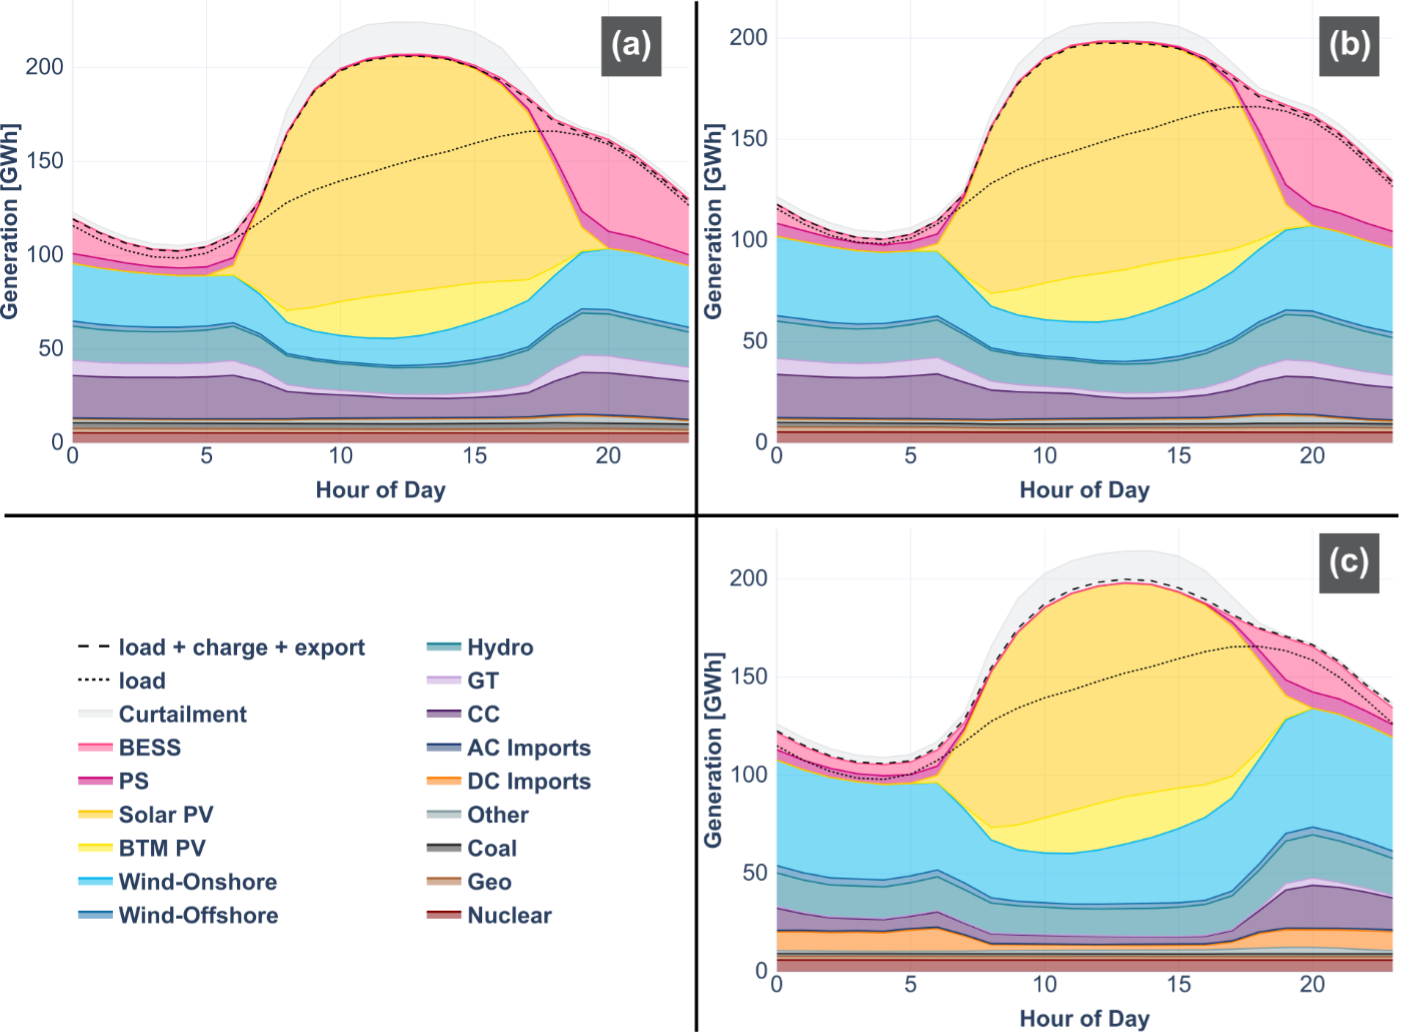 (a)
Generation [GWh]
200
150
100
50
0
0 5 10 15 20
Hour of Day
(b)
Generation [GWh]
200
150
100
50
0
0 5 10 15 20
Hour of Day
load + charge + export
load
Curtailment
BESS
PS
Solar PV
BTM PV
Wind-Onshore
Wind-Offshore
Hydro
GT
CC
AC Imports
DC Imports
Other
Coal
Geo
Nuclear
(c)
Generation [GWh]
200
150
100
50
0
0 5 10 15 20
Hour of Day